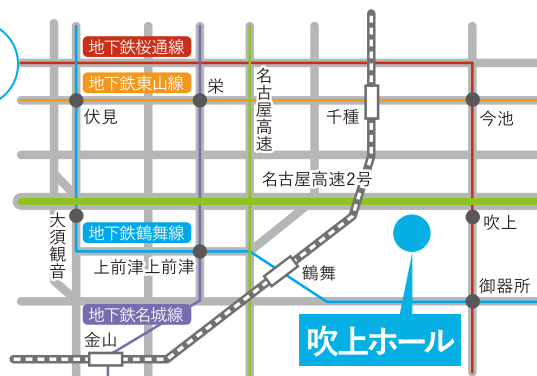 地下鉄桜通線
地下鉄東山線
伏見
栄
名古屋高速
千種
今池
名古屋高速2号
大須観音
地下鉄鶴舞線
吹上
上前津上前津
鶴舞
御器所
地下鉄名城線
金山
吹上ホール